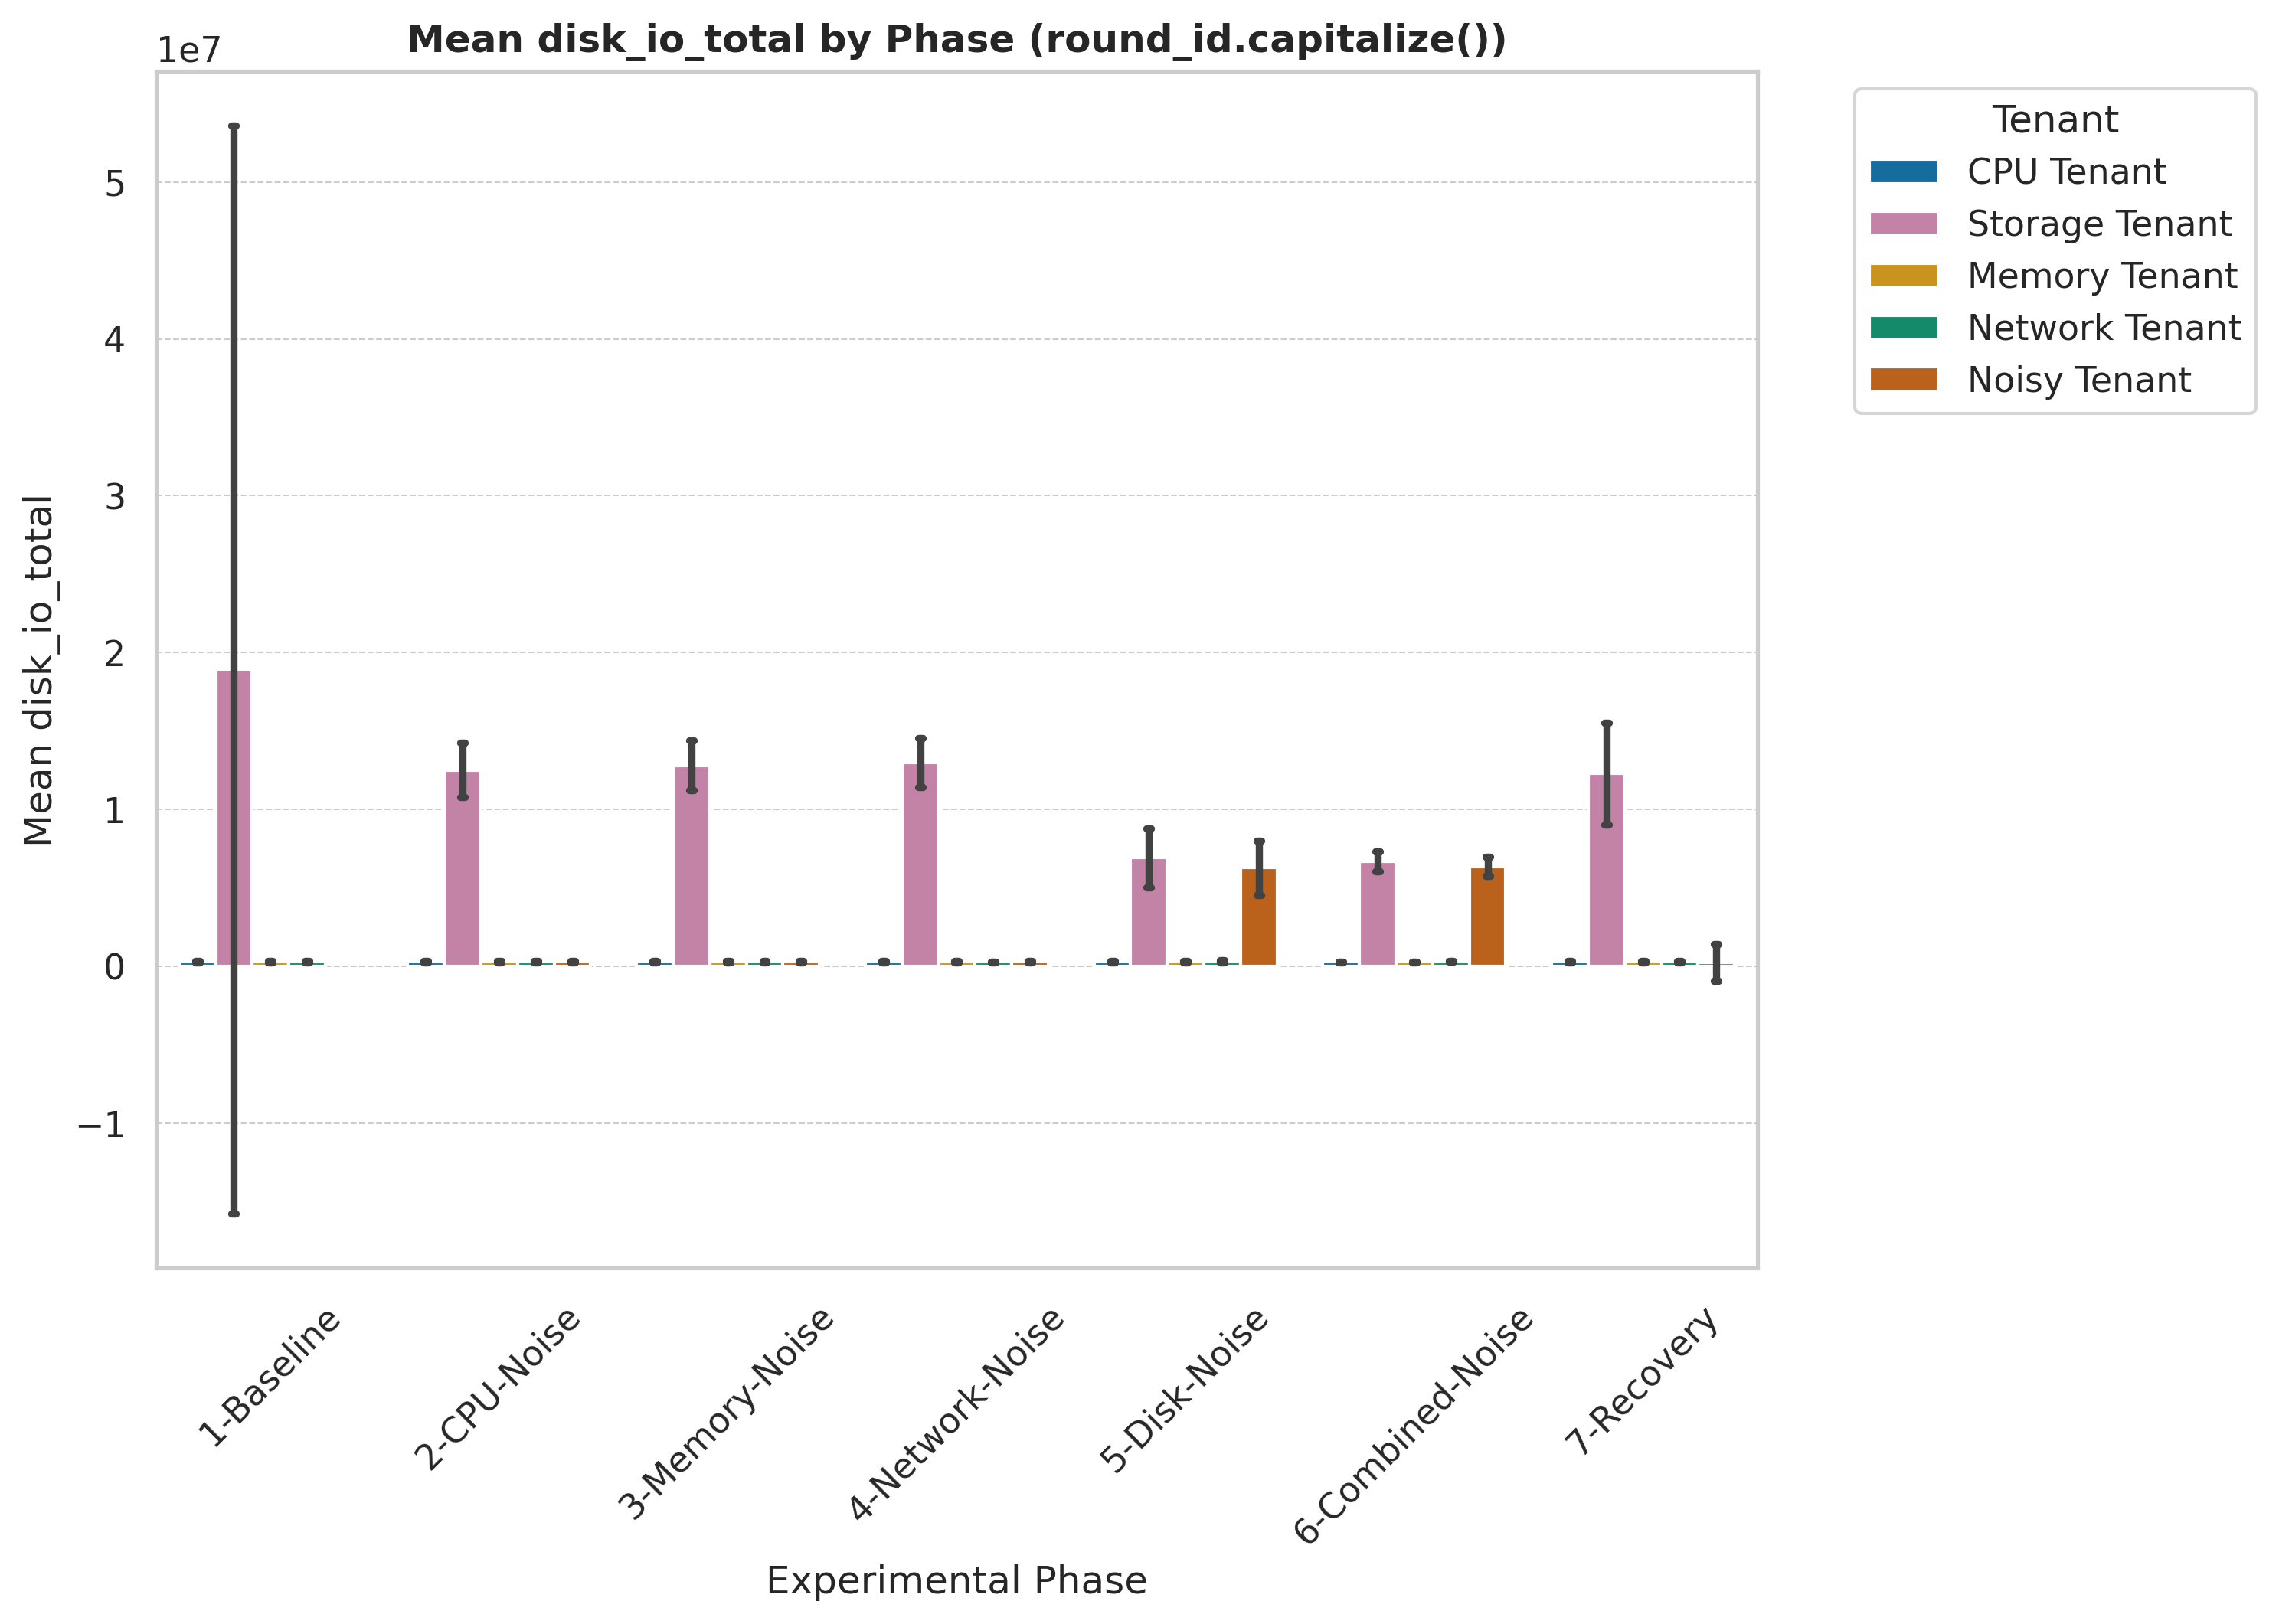 Mean disk_io_total by Phase (round_id.capitalize())
1e7
5
4
3
2
1
0
−1
Mean disk_io_total
1-Baseline
2-CPU-Noise
3-Memory-Noise
4-Network-Noise
5-Disk-Noise
6-Combined-Noise
7-Recovery
Experimental Phase
Tenant
CPU Tenant
Storage Tenant
Memory Tenant
Network Tenant
Noisy Tenant